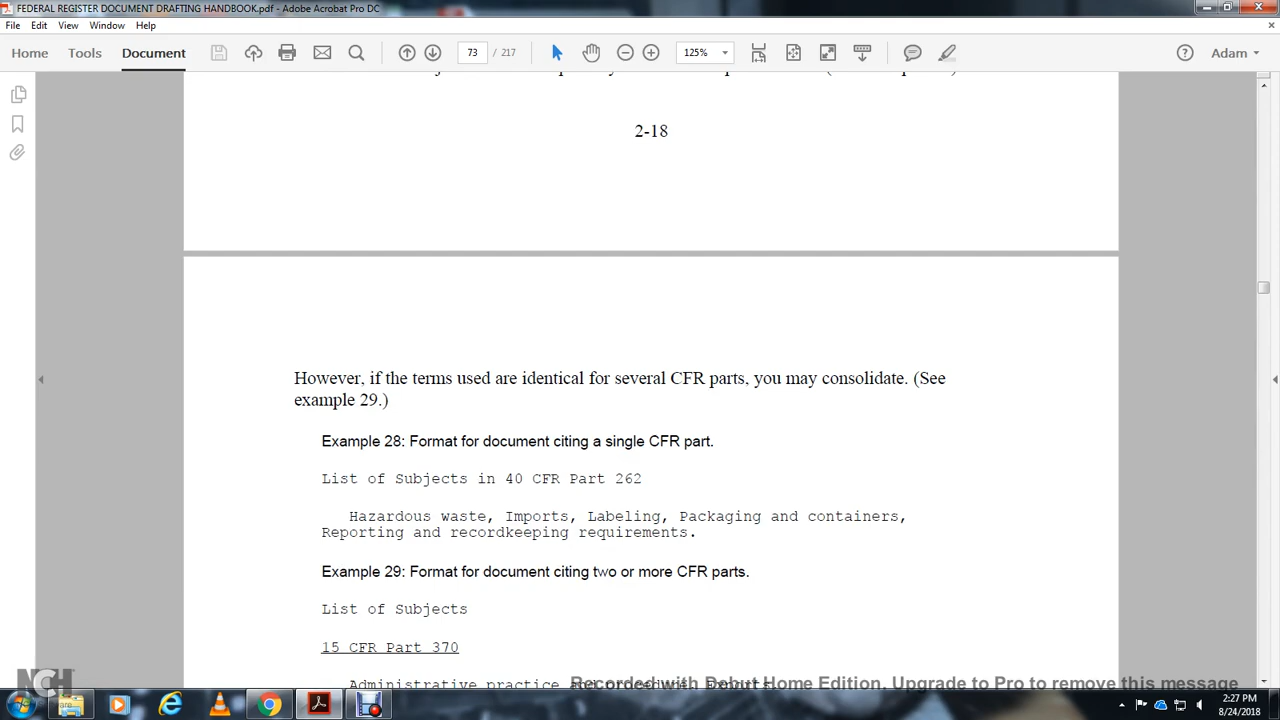 FEDERAL REGISTER DOCUMENT DRAFTING HANDBOOK.pdf - Adobe Acrobat Pro DC
File Edit View Window Help
Home Tools Document 73 / 217 125% Adam
2-18
However, if the terms used are identical for several CFR parts, you may consolidate. (See
example 29.)
Example 28: Format for document citing a single CFR part.
List of Subjects in 40 CFR Part 262
Hazardous waste, Imports, Labeling, Packaging and containers,
Reporting and recordkeeping requirements.
Example 29: Format for document citing two or more CFR parts.
List of Subjects
15 CFR Part 370
Administrative practice
Recorded with Debut Home Edition. Upgrade to Pro to remove this message
NCH
2:27 PM
8/24/2018